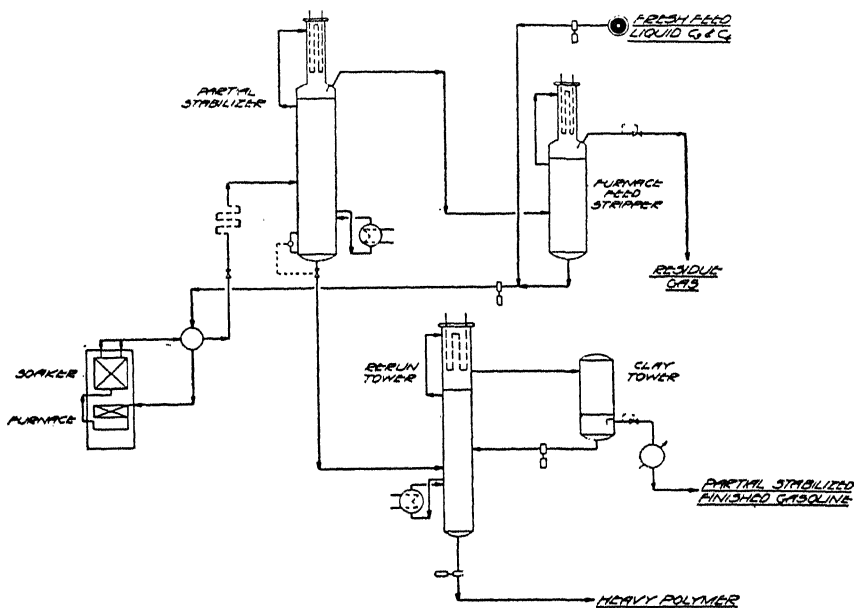 FRESH FEED
LIQUID C3 & C4
PARTIAL
STABILIZER
FURNACE
FEED
STRIPPER
RESIDUE
GAS
RERUN
TOWER
CLAY
TOWER
SOAKER
FURNACE
PARTIAL STABILIZED
FINISHED GASOLINE
HEAVY POLYMER